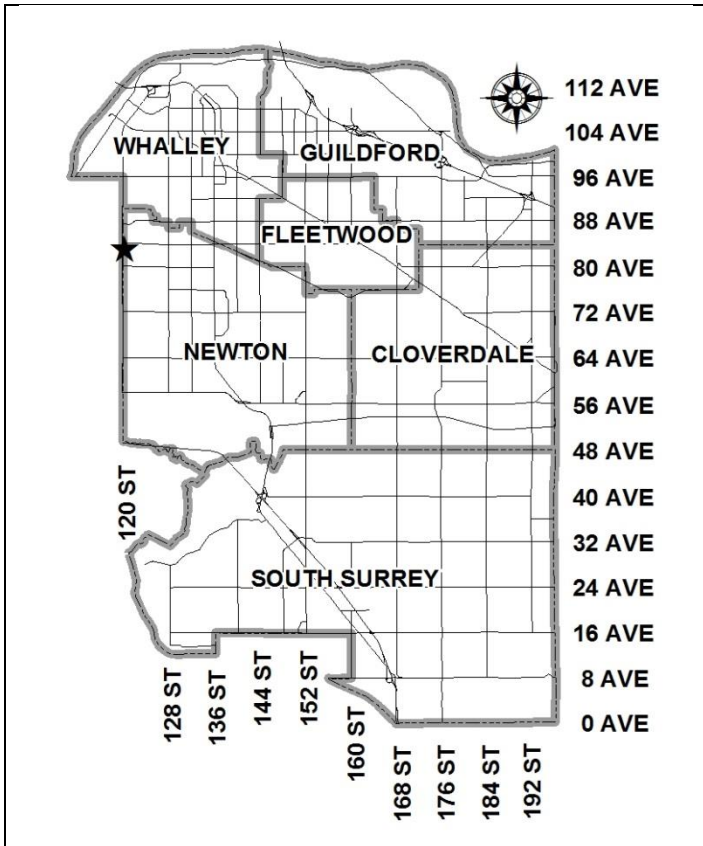 112 AVE
104 AVE
WHALLEY
GUILDFORD
96 AVE
88 AVE
FLEETWOOD
80 AVE
72 AVE
NEWTON
CLOVERDALE
64 AVE
56 AVE
48 AVE
120 ST
40 AVE
32 AVE
SOUTH SURREY
24 AVE
16 AVE
128 ST
136 ST
144 ST
152 ST
160 ST
8 AVE
0 AVE
168 ST
176 ST
184 ST
192 ST